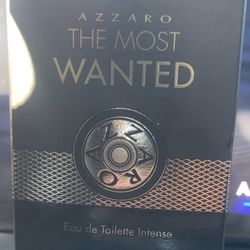 AZZARO
THE MOST
WANTED
AZZARO
Eau de Toilette Intense
A